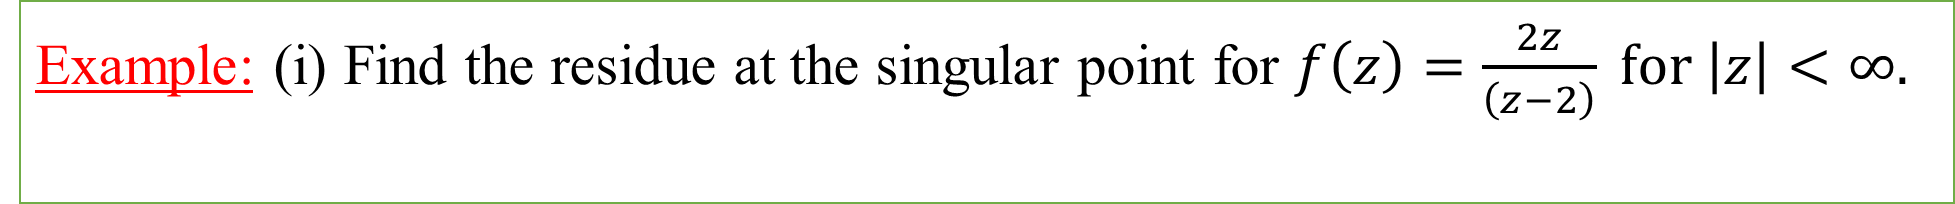 Example: (i) Find the residue at the singular point for f(z) = 2z/(z−2) for |z| < ∞.